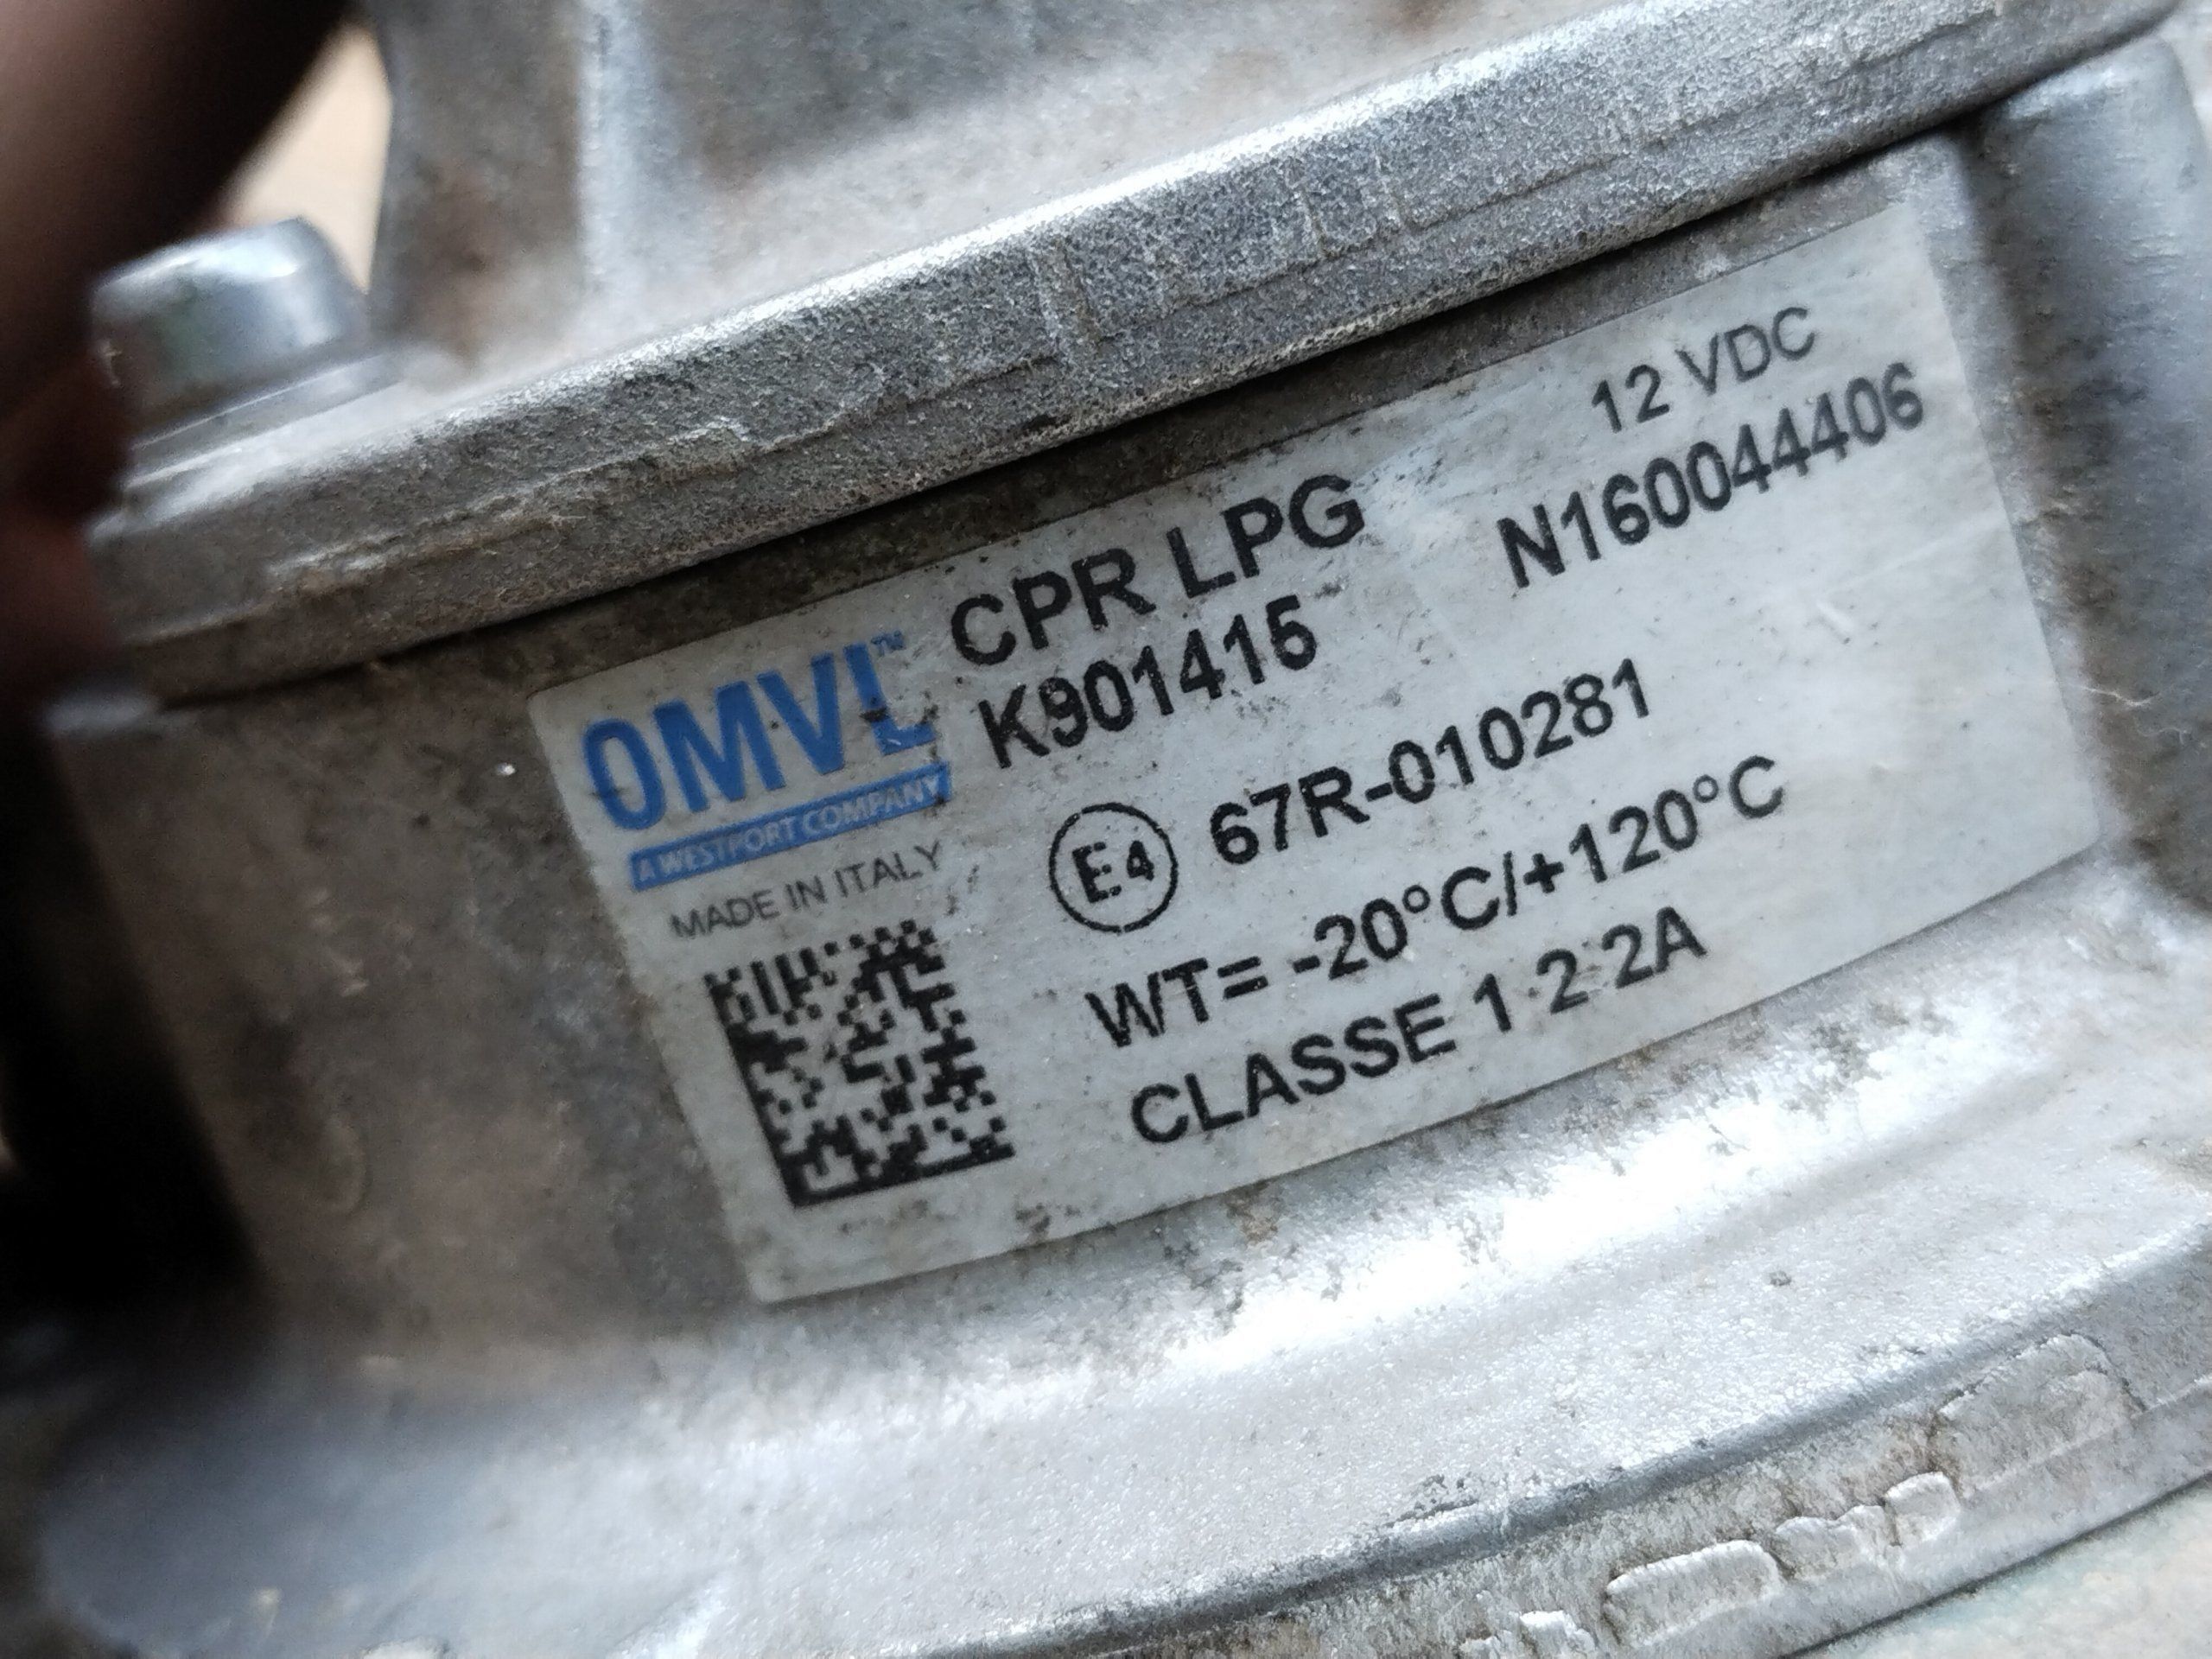 OMVL™
A WESTPORT COMPANY
MADE IN ITALY
CPR LPG
K901415
12 VDC
N160044406
E4 67R-010281
WT= -20°C/+120°C
CLASSE 1 2 2A